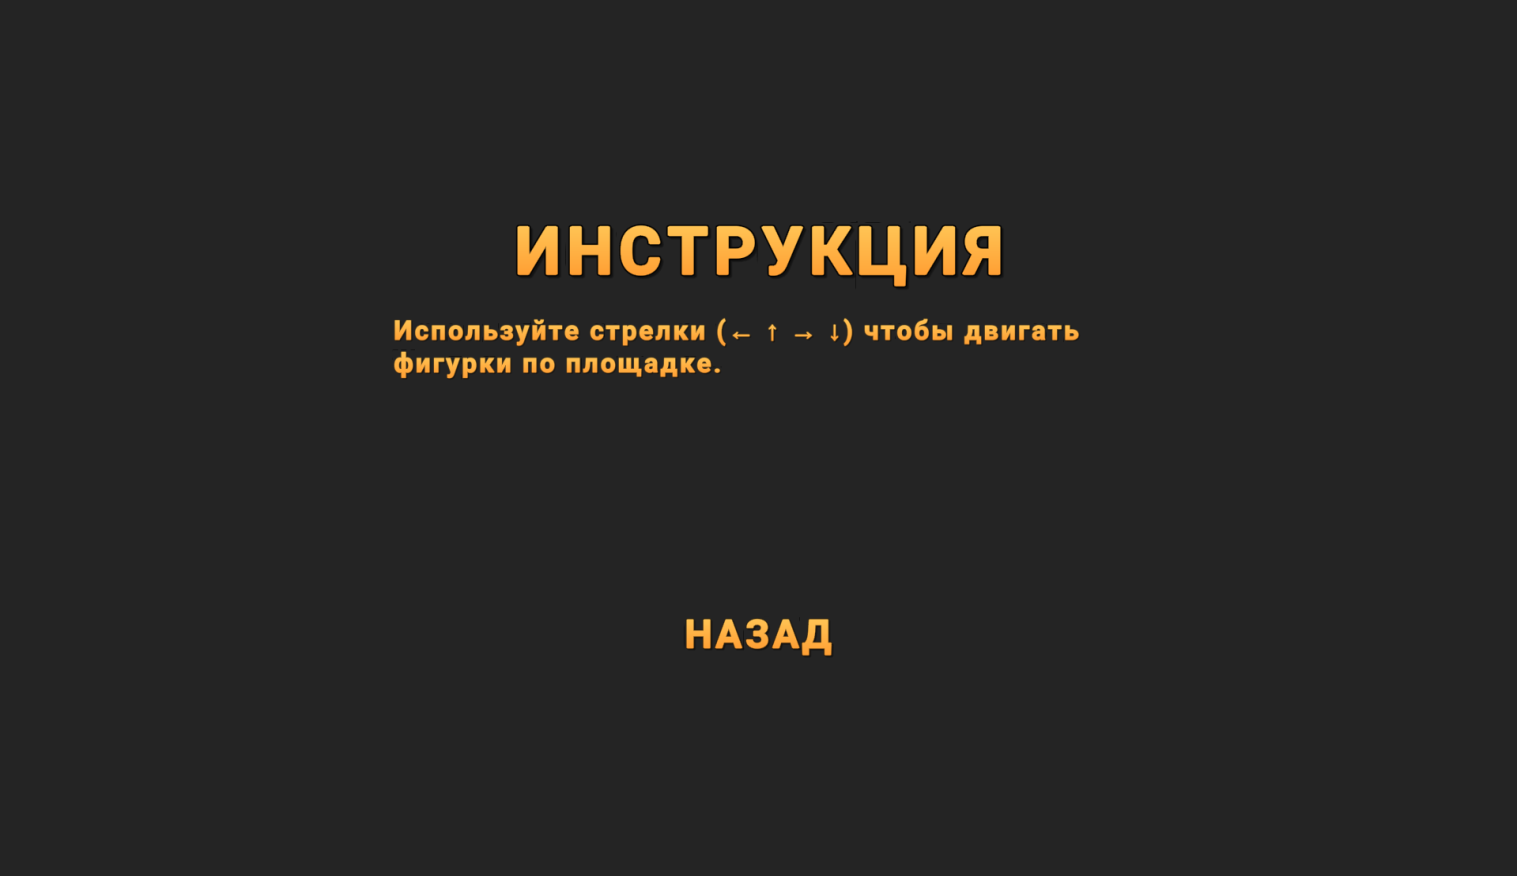 ИНСТРУКЦИЯ
Используйте стрелки (← ↑ → ↓) чтобы двигать
фигурки по площадке.
НАЗАД